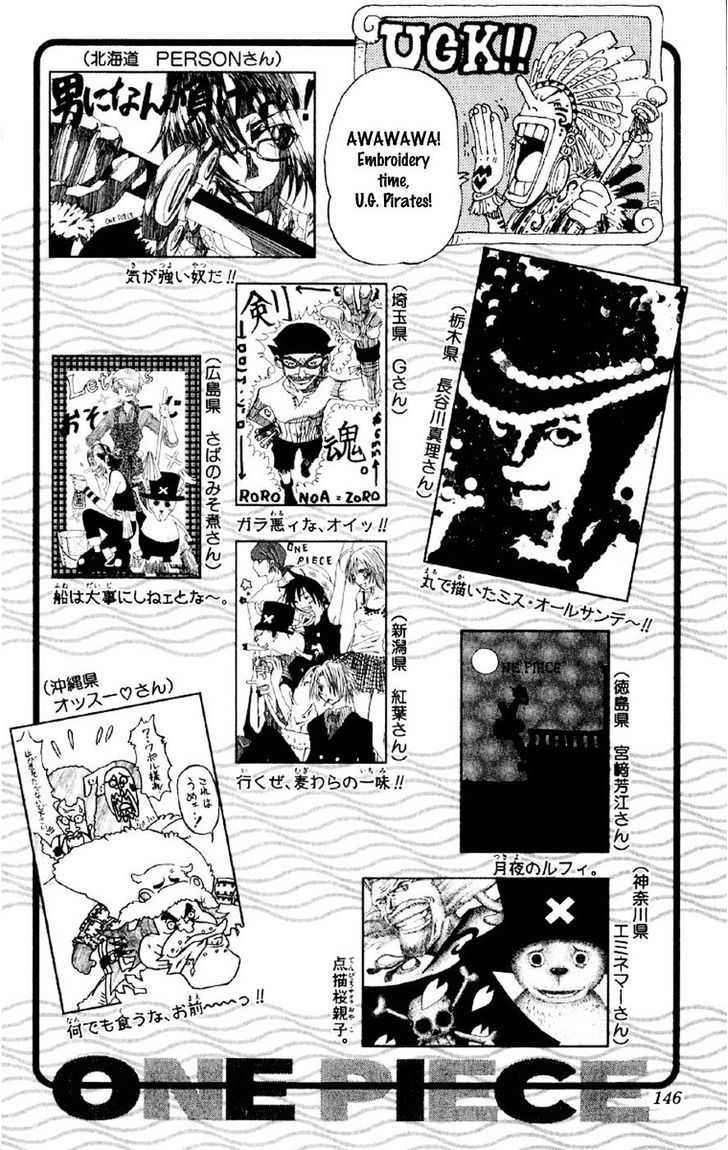 (北海道 PERSONさん)
UGK!!
AWAWAWA!
Embroidery
time,
U.G. Pirates!
男になんか負けない!
ONE PIECE
気が強い奴だ!!
(埼玉県 Gさん)
剣
魂。
RORO NOA=ZORO
ガラ悪ィな、オイッ!!
(栃木県 長谷川真理さん)
丸で描いたミス・オールサンデ〜!!
(広島県 さばのみそ煮さん)
船は大事にしねェとな〜。
ONE
PIECE
(新潟県 紅葉さん)
行くぜ、麦わらの一味!!
(徳島県 宮崎芳江さん)
ONE PIECE
月夜のルフィ。
(沖縄県
オッスー♡さん)
これは
うめェ!!
何でも食うな、お前〜〜〜っ!!
(神奈川県
エミネマーさん)
点描桜親子。
ONE PIECE
146